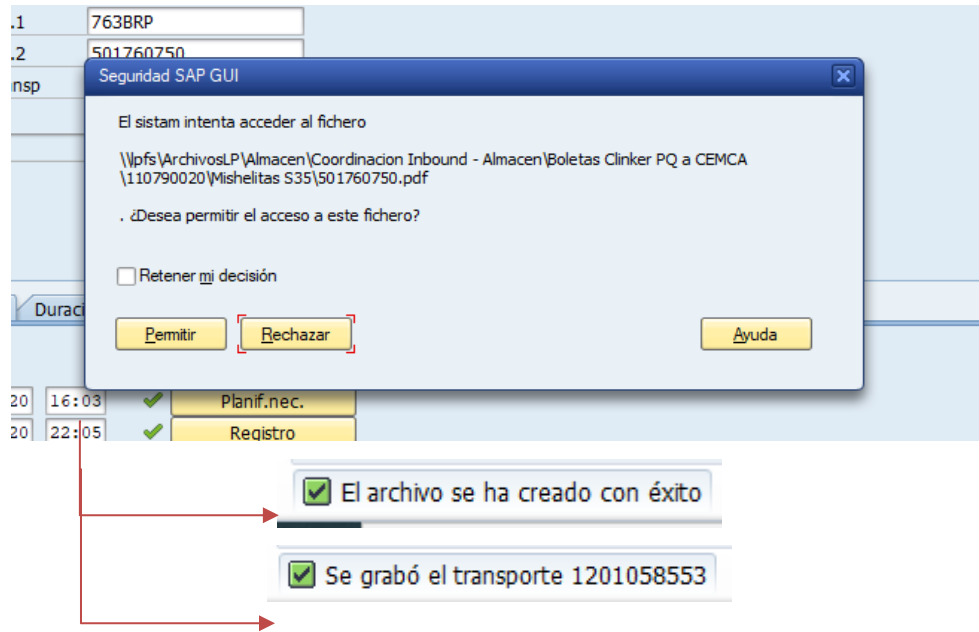 .1 763BRP
.2 501760750
nsp
Seguridad SAP GUI
El sistam intenta acceder al fichero
\\lpfs\ArchivosLP\Almacen\Coordinacion Inbound - Almacen\Boletas Clinker PQ a CEMCA
\110790020\Mishelitas S35\501760750.pdf
. ¿Desea permitir el acceso a este fichero?
Retener mi decisión
Duraci
Permitir Rechazar Ayuda
20 16:03 Planif.nec.
20 22:05 Registro
El archivo se ha creado con éxito
Se grabó el transporte 1201058553